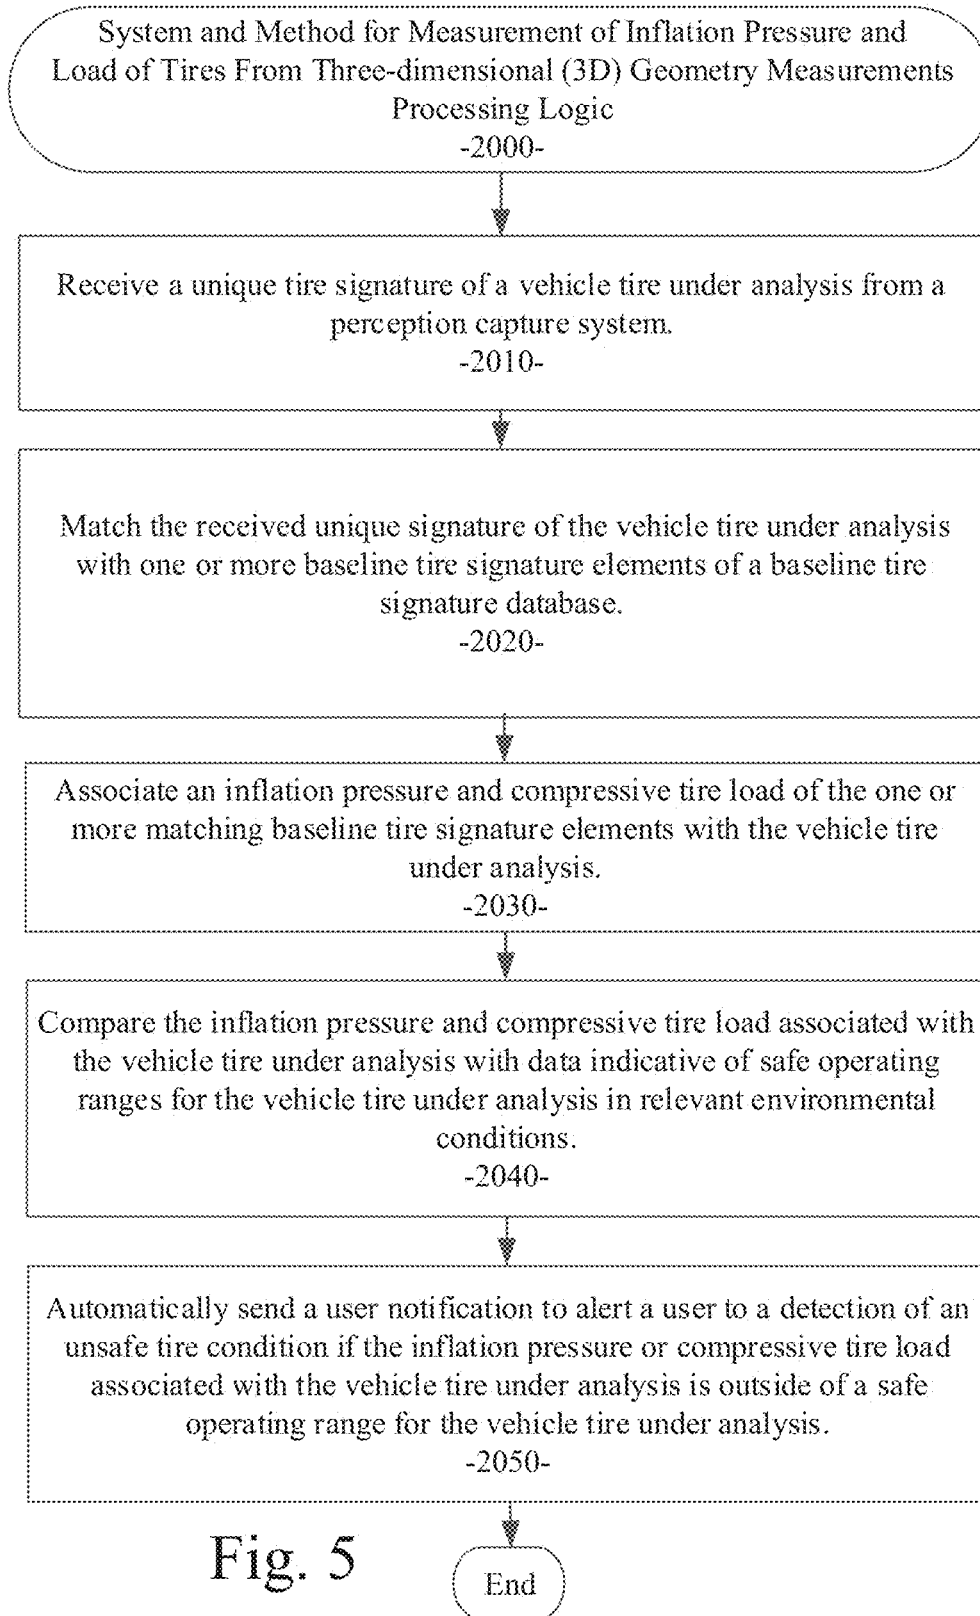 System and Method for Measurement of Inflation Pressure and
Load of Tires From Three-dimensional (3D) Geometry Measurements
Processing Logic
-2000-
Receive a unique tire signature of a vehicle tire under analysis from a
perception capture system.
-2010-
Match the received unique signature of the vehicle tire under analysis
with one or more baseline tire signature elements of a baseline tire
signature database.
-2020-
Associate an inflation pressure and compressive tire load of the one or
more matching baseline tire signature elements with the vehicle tire
under analysis.
-2030-
Compare the inflation pressure and compressive tire load associated with
the vehicle tire under analysis with data indicative of safe operating
ranges for the vehicle tire under analysis in relevant environmental
conditions.
-2040-
Automatically send a user notification to alert a user to a detection of an
unsafe tire condition if the inflation pressure or compressive tire load
associated with the vehicle tire under analysis is outside of a safe
operating range for the vehicle tire under analysis.
-2050-
Fig. 5
End